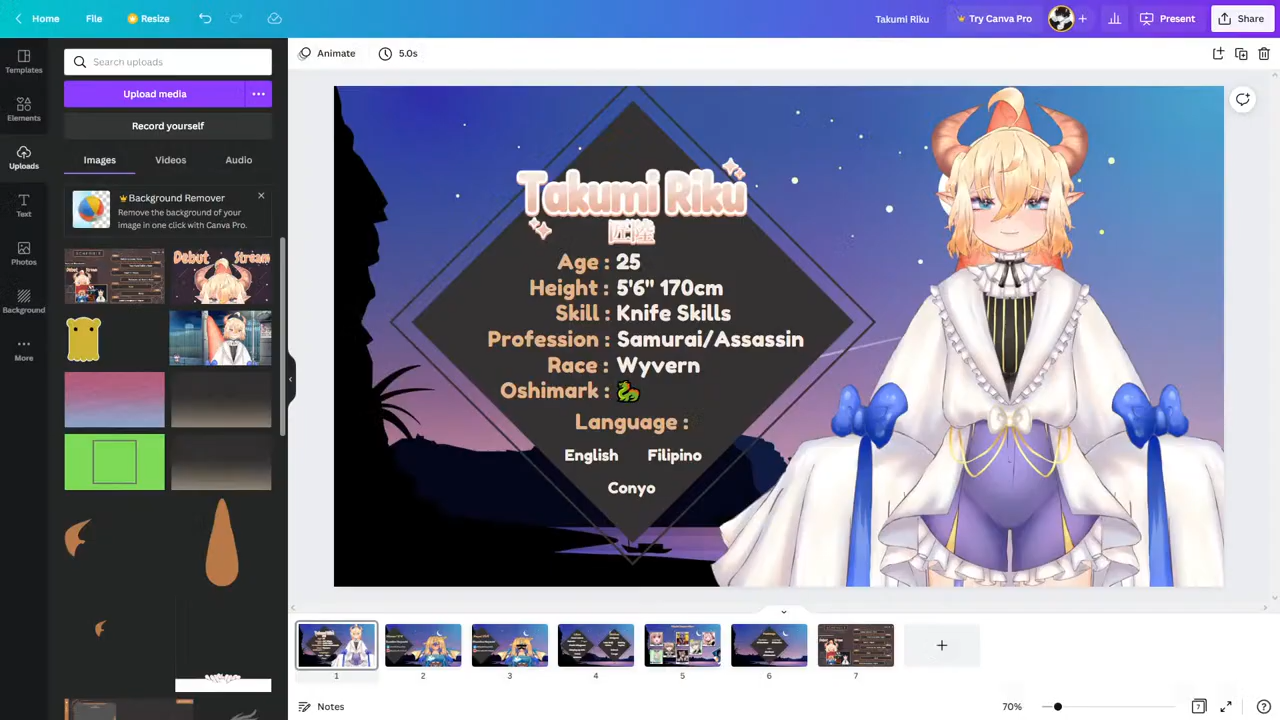 Home File Resize Takumi Riku Try Canva Pro Present Share
Templates
Elements
Uploads
Text
Photos
Background
More
Search uploads
Upload media
Record yourself
Images Videos Audio
Background Remover
Remove the background of your
image in one click with Canva Pro.
Debut Stream
Animate 5.0s
Takumi Riku
匠陸
Age : 25
Height : 5'6" 170cm
Skill : Knife Skills
Profession : Samurai/Assassin
Race : Wyvern
Oshimark : 🐉
Language :
English Filipino
Conyo
1 2 3 4 5 6 7
Notes
70%
7